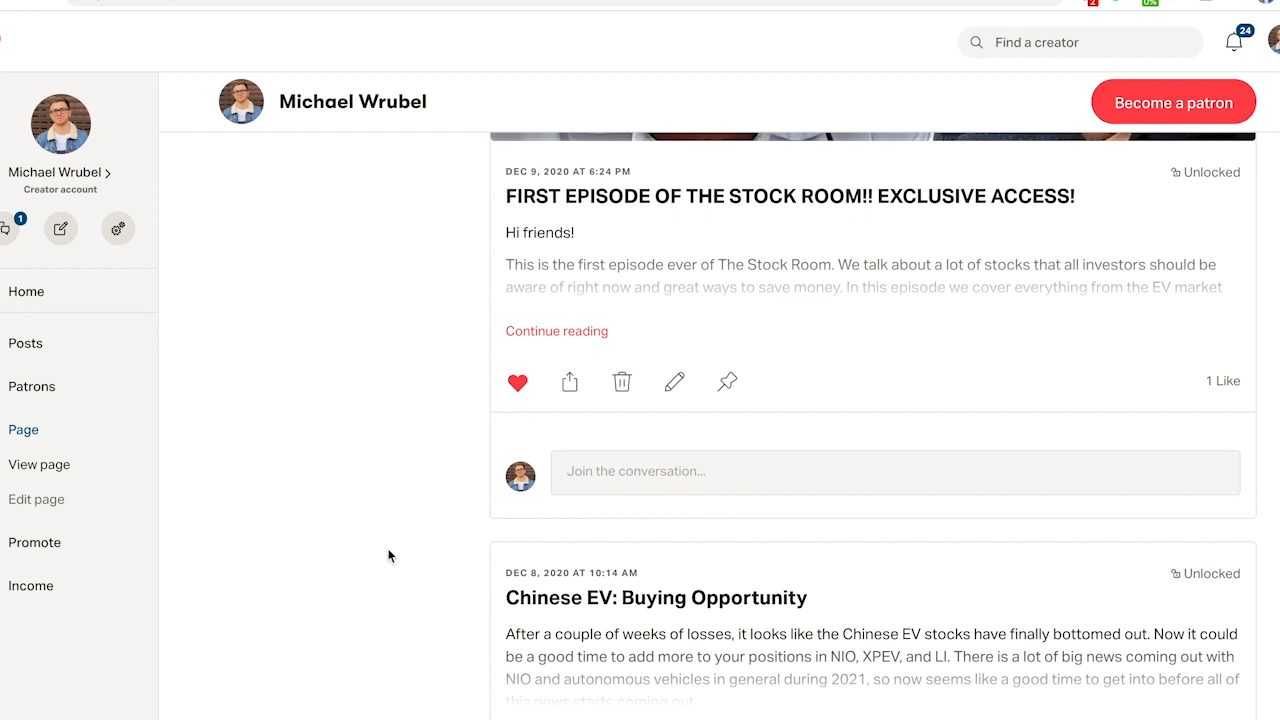 2
0%
Find a creator
24
Michael Wrubel
Become a patron
Michael Wrubel
Creator account
1
Home
Posts
Patrons
Page
View page
Edit page
Promote
Income
DEC 9, 2020 AT 6:24 PM
Unlocked
FIRST EPISODE OF THE STOCK ROOM!! EXCLUSIVE ACCESS!
Hi friends!
This is the first episode ever of The Stock Room. We talk about a lot of stocks that all investors should be
aware of right now and great ways to save money. In this episode we cover everything from the EV market
Continue reading
1 Like
Join the conversation...
DEC 8, 2020 AT 10:14 AM
Unlocked
Chinese EV: Buying Opportunity
After a couple of weeks of losses, it looks like the Chinese EV stocks have finally bottomed out. Now it could
be a good time to add more to your positions in NIO, XPEV, and LI. There is a lot of big news coming out with
NIO and autonomous vehicles in general during 2021, so now seems like a good time to get into before all of
this news starts coming out